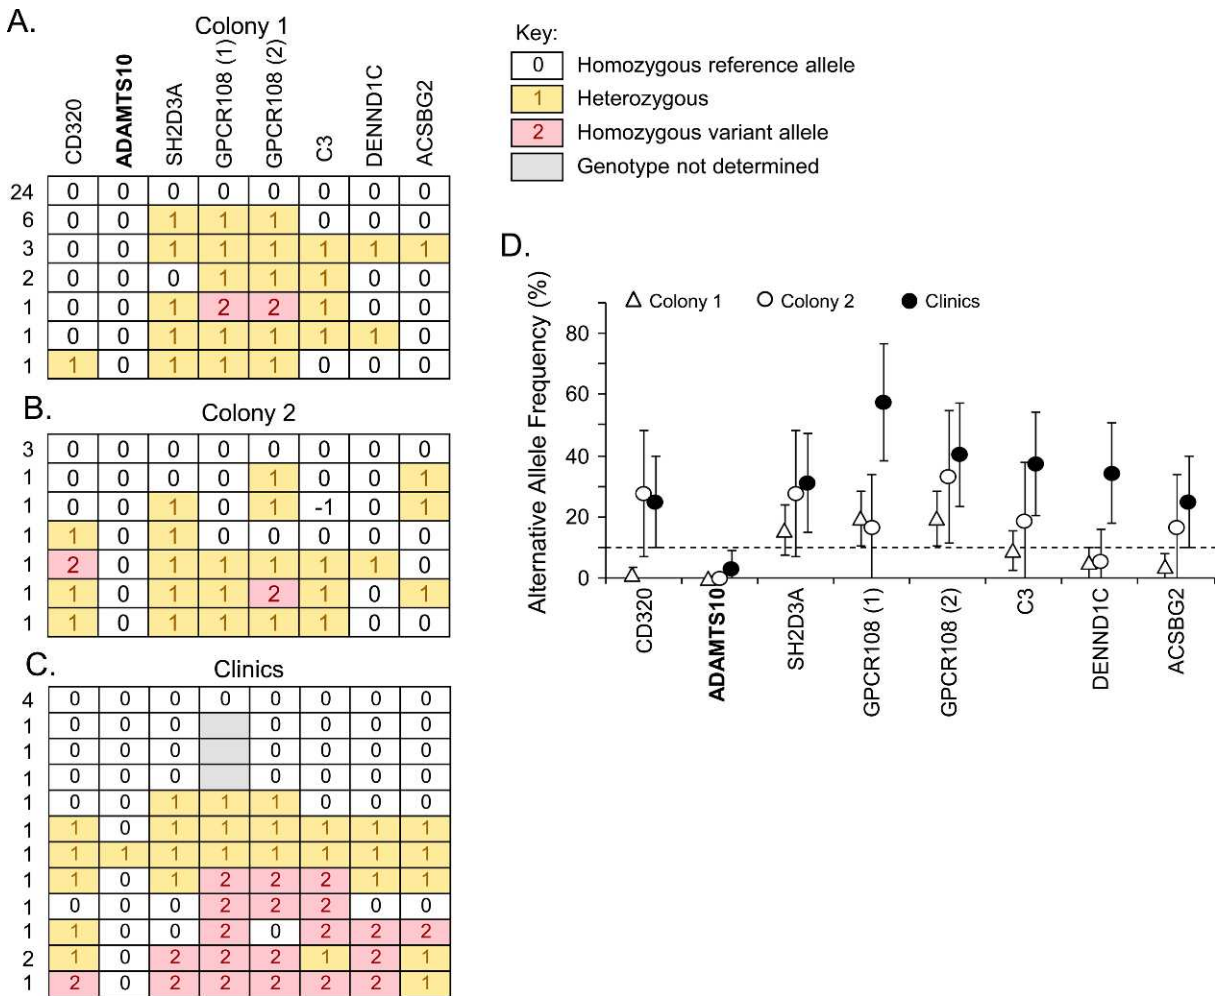 A.
Colony 1
CD320 ADAMTS10 SH2D3A GPCR108 (1) GPCR108 (2) C3 DENND1C ACSBG2
24 0 0 0 0 0 0 0 0
6 0 0 1 1 1 0 0 0
3 0 0 1 1 1 1 1 1
2 0 0 0 1 1 1 0 0
1 0 0 1 2 2 1 0 0
1 0 0 1 1 1 1 1 0
1 1 0 1 1 1 0 0 0
Key:
0 Homozygous reference allele
1 Heterozygous
2 Homozygous variant allele
Genotype not determined
B.
Colony 2
3 0 0 0 0 0 0 0 0
1 0 0 0 0 1 0 0 1
1 0 0 1 0 1 -1 0 1
1 1 0 1 0 0 0 0 0
1 2 0 1 1 1 1 1 0
1 1 0 1 1 2 1 0 1
1 1 0 1 1 1 1 0 0
C.
Clinics
4 0 0 0 0 0 0 0 0
1 0 0 0 0 0 0 0
1 0 0 0 0 0 0 0
1 0 0 0 0 0 0 0
1 0 0 1 1 1 0 0 0
1 1 0 1 1 1 1 1 1
1 1 1 1 1 1 1 1 1
1 1 0 1 2 2 2 1 1
1 0 0 0 2 2 2 0 0
1 1 0 0 2 0 2 2 2
2 1 0 2 2 2 1 2 1
1 2 0 2 2 2 2 2 1
D.
Colony 1 Colony 2 Clinics
Alternative Allele Frequency (%)
80
60
40
20
0
CD320 ADAMTS10 SH2D3A GPCR108 (1) GPCR108 (2) C3 DENND1C ACSBG2